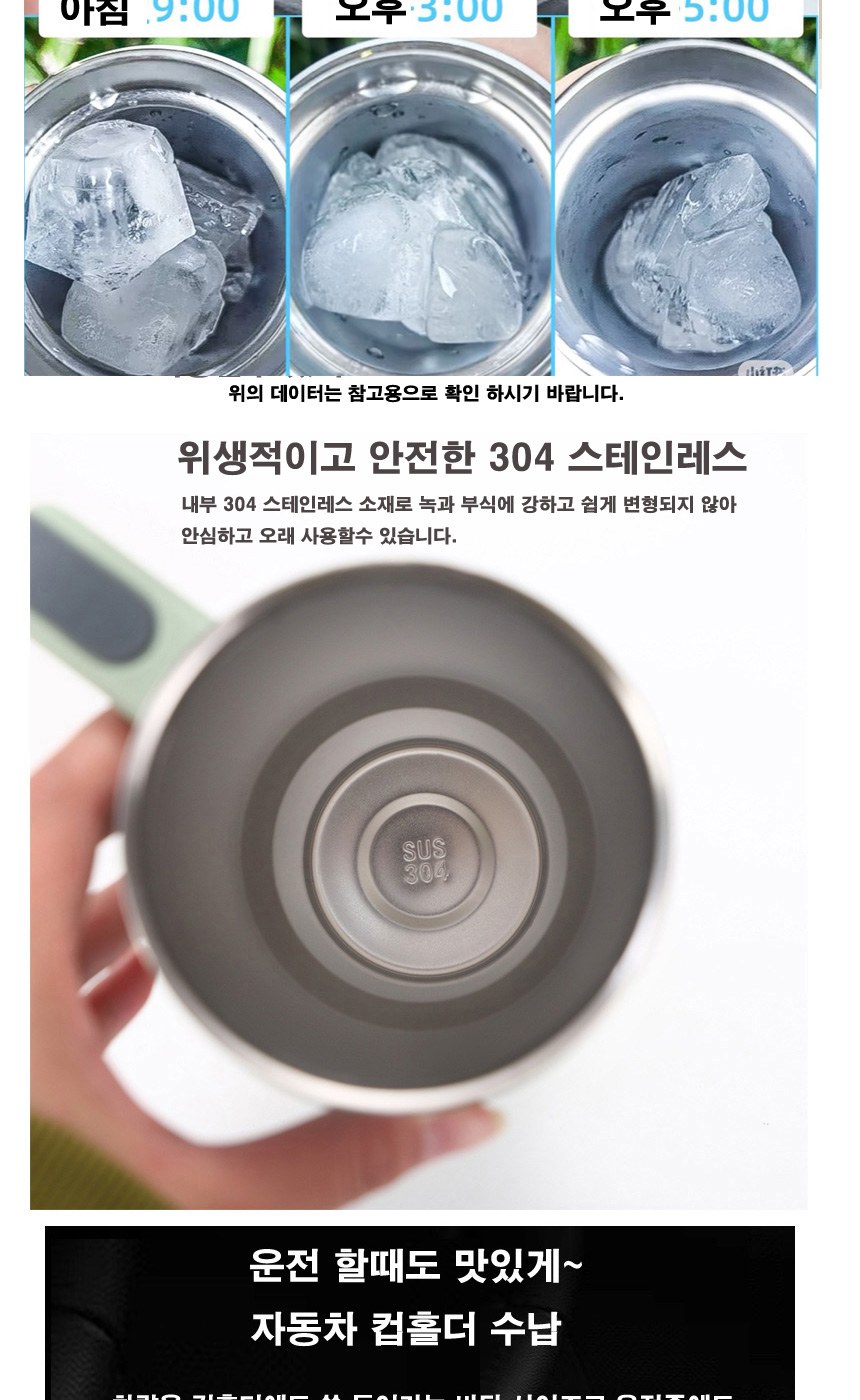 아침 9:00
오후 3:00
오후 5:00
위의 데이터는 참고용으로 확인 하시기 바랍니다.
위생적이고 안전한 304 스테인레스
내부 304 스테인레스 소재로 녹과 부식에 강하고 쉽게 변형되지 않아
안심하고 오래 사용할수 있습니다.
SUS
304
운전 할때도 맛있게~
자동차 컵홀더 수납